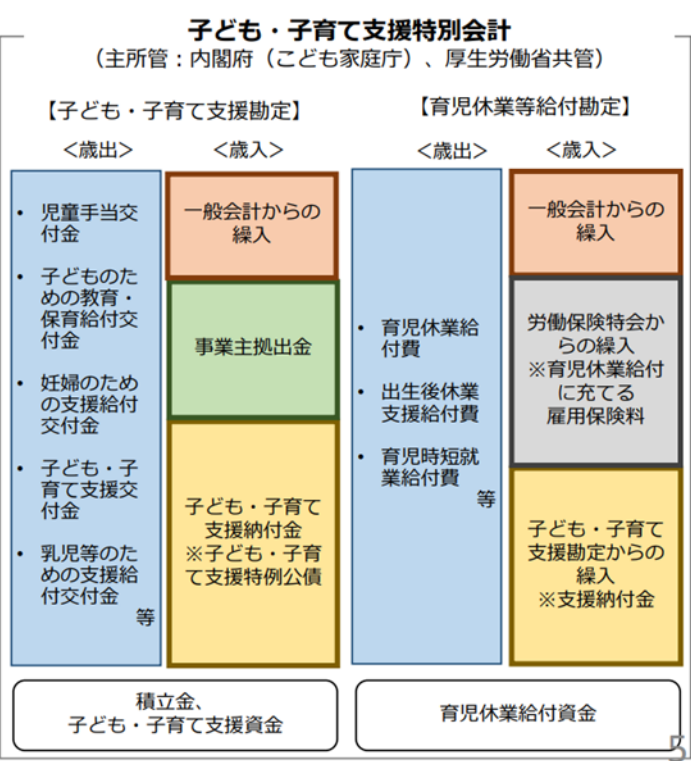 子ども・子育て支援特別会計
（主所管：内閣府（こども家庭庁）、厚生労働省共管）
【子ども・子育て支援勘定】
＜歳出＞
＜歳入＞
• 児童手当交
付金
• 子どものた
めの教育・
保育給付交
付金
• 妊婦のため
の支援給付
交付金
• 子ども・子
育て支援交
付金
• 乳児等のた
めの支援給
付交付金
等
一般会計からの
繰入
事業主拠出金
子ども・子育て
支援納付金
※子ども・子育
て支援特例公債
積立金、
子ども・子育て支援資金
【育児休業等給付勘定】
＜歳出＞
＜歳入＞
• 育児休業給
付費
• 出生後休業
支援給付費
• 育児時短就
業給付費
等
一般会計からの
繰入
労働保険特会か
らの繰入
※育児休業給付
に充てる
雇用保険料
子ども・子育て
支援勘定からの
繰入
※支援納付金
育児休業給付資金
5